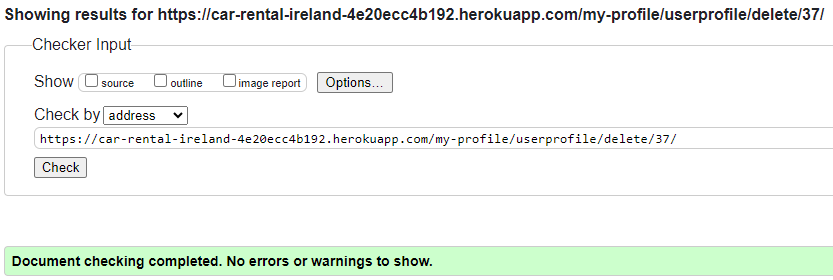 Showing results for https://car-rental-ireland-4e20ecc4b192.herokuapp.com/my-profile/userprofile/delete/37/
Checker Input
Show source outline image report Options...
Check by address
https://car-rental-ireland-4e20ecc4b192.herokuapp.com/my-profile/userprofile/delete/37/
Check
Document checking completed. No errors or warnings to show.